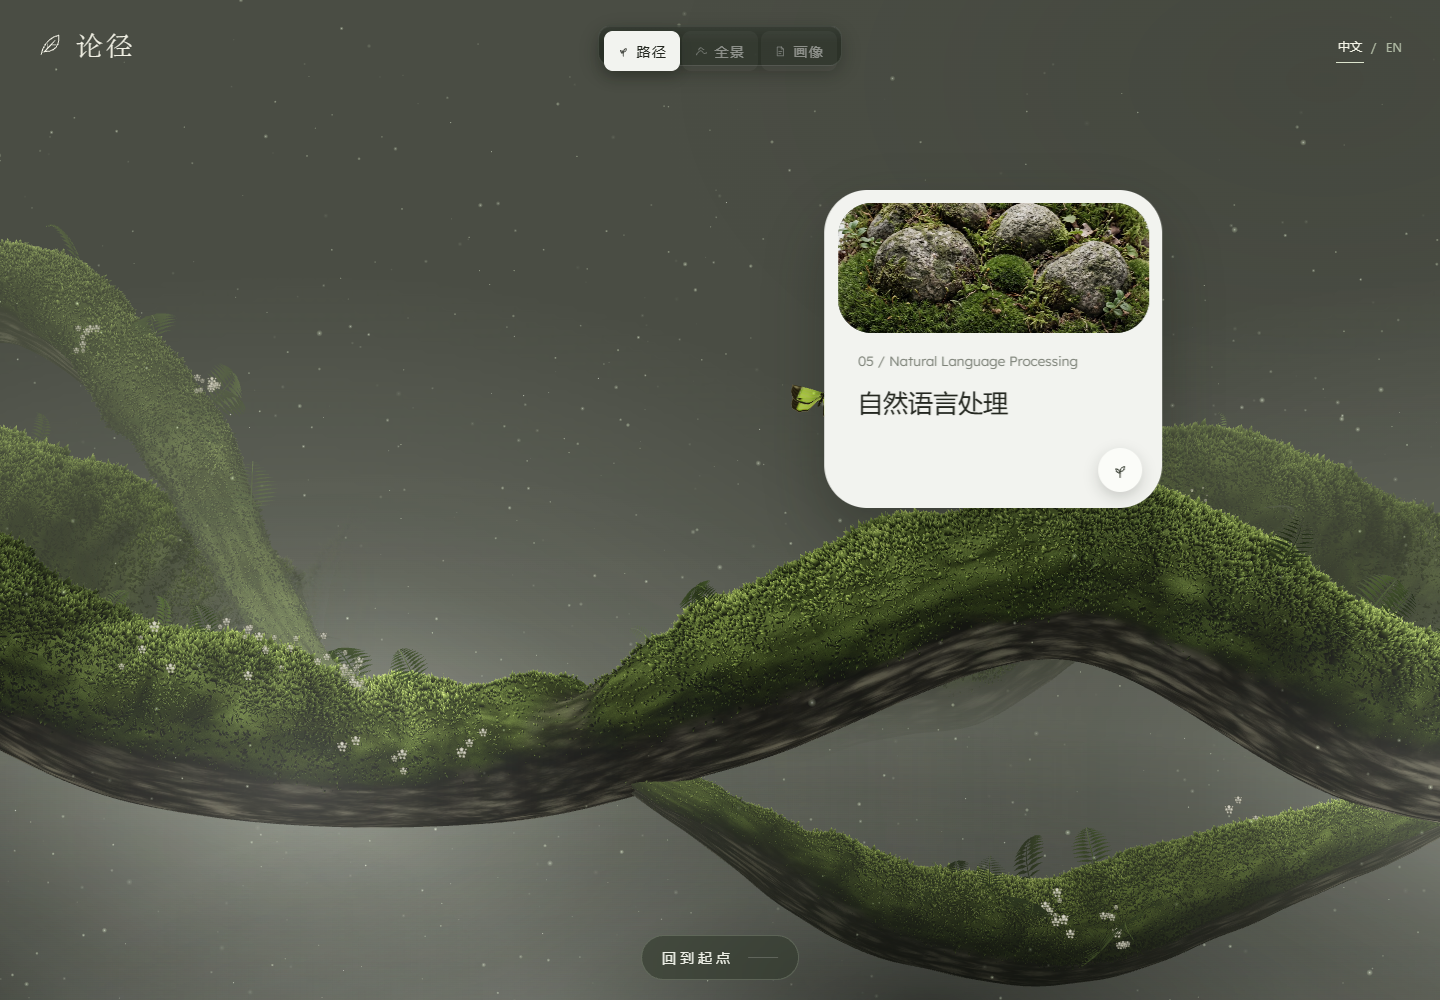 论径
路径
全景
画像
中文 / EN
05 / Natural Language Processing
自然语言处理
回到起点